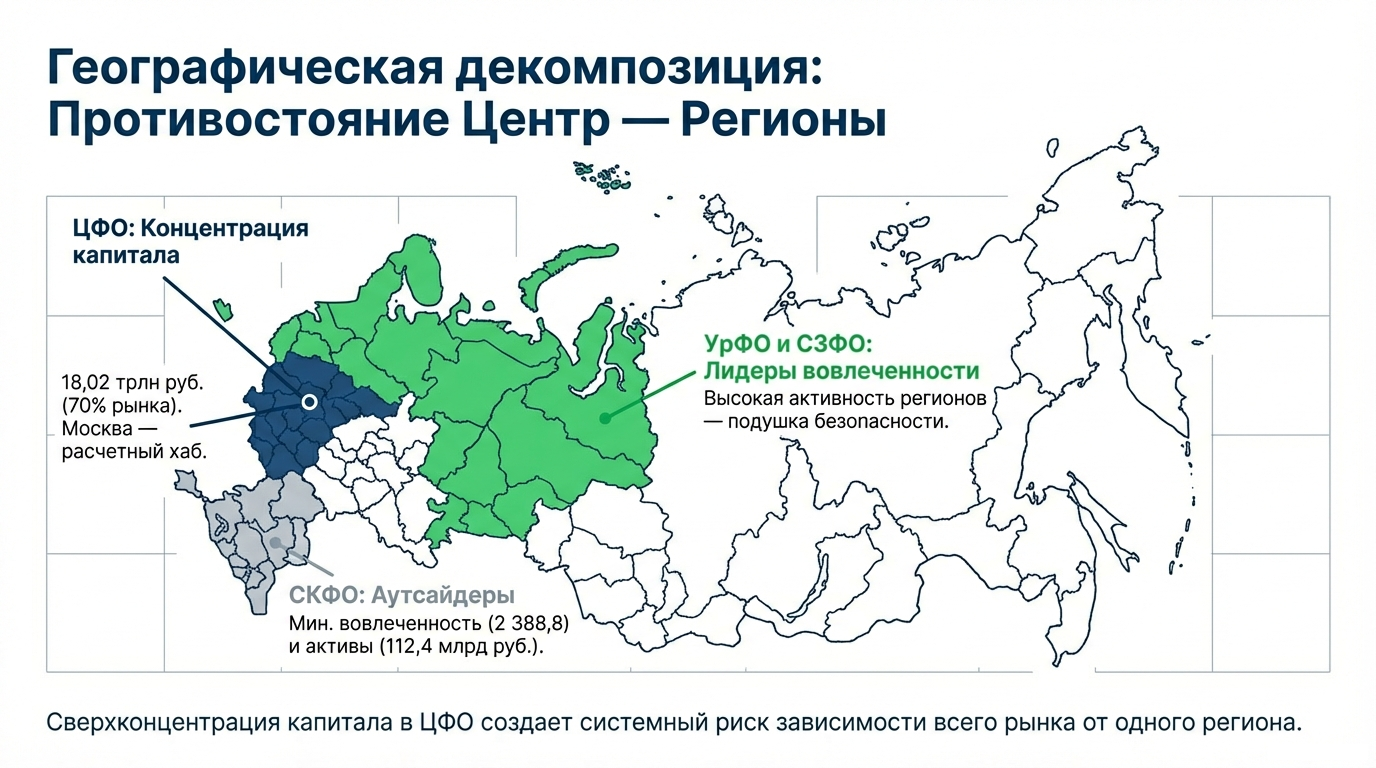 Географическая декомпозиция:
Противостояние Центр — Регионы
ЦФО: Концентрация
капитала
18,02 трлн руб.
(70% рынка).
Москва —
расчетный хаб.
УрФО и СЗФО:
Лидеры вовлеченности
Высокая активность регионов
— подушка безопасности.
СКФО: Аутсайдеры
Мин. вовлеченность (2 388,8)
и активы (112,4 млрд руб.).
Сверхконцентрация капитала в ЦФО создает системный риск зависимости всего рынка от одного региона.